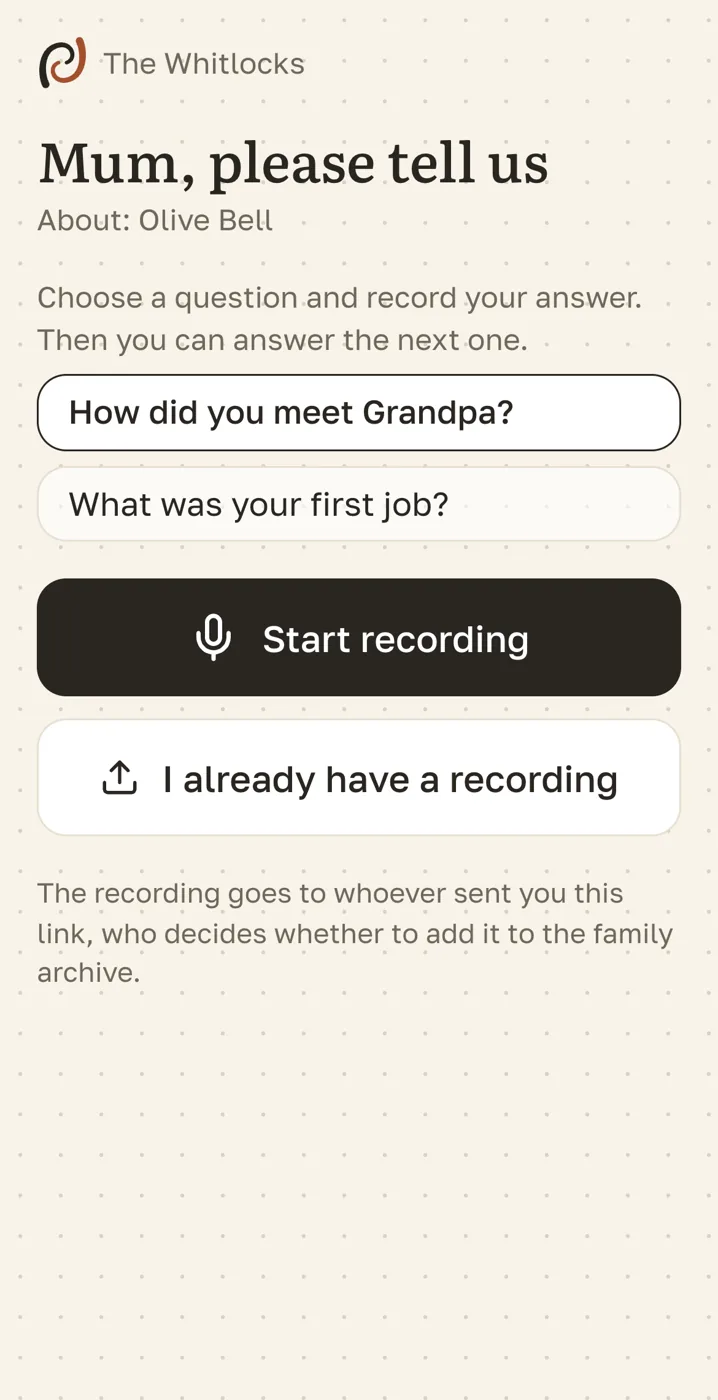 The Whitlocks
Mum, please tell us
About: Olive Bell
Choose a question and record your answer.
Then you can answer the next one.
How did you meet Grandpa?
What was your first job?
Start recording
I already have a recording
The recording goes to whoever sent you this
link, who decides whether to add it to the family
archive.